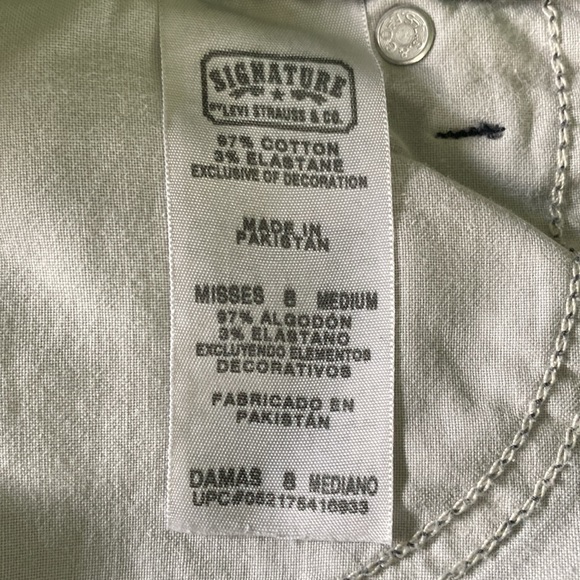 SIGNATURE
BY LEVI STRAUSS & CO.
97% COTTON
3% ELASTANE
EXCLUSIVE OF DECORATION
MADE IN
PAKISTAN
MISSES 8 MEDIUM
97% ALGODÓN
3% ELASTANO
EXCLUYENDO ELEMENTOS
DECORATIVOS
FABRICADO EN
PAKISTÁN
DAMAS 8 MEDIANO
UPC#052175416933